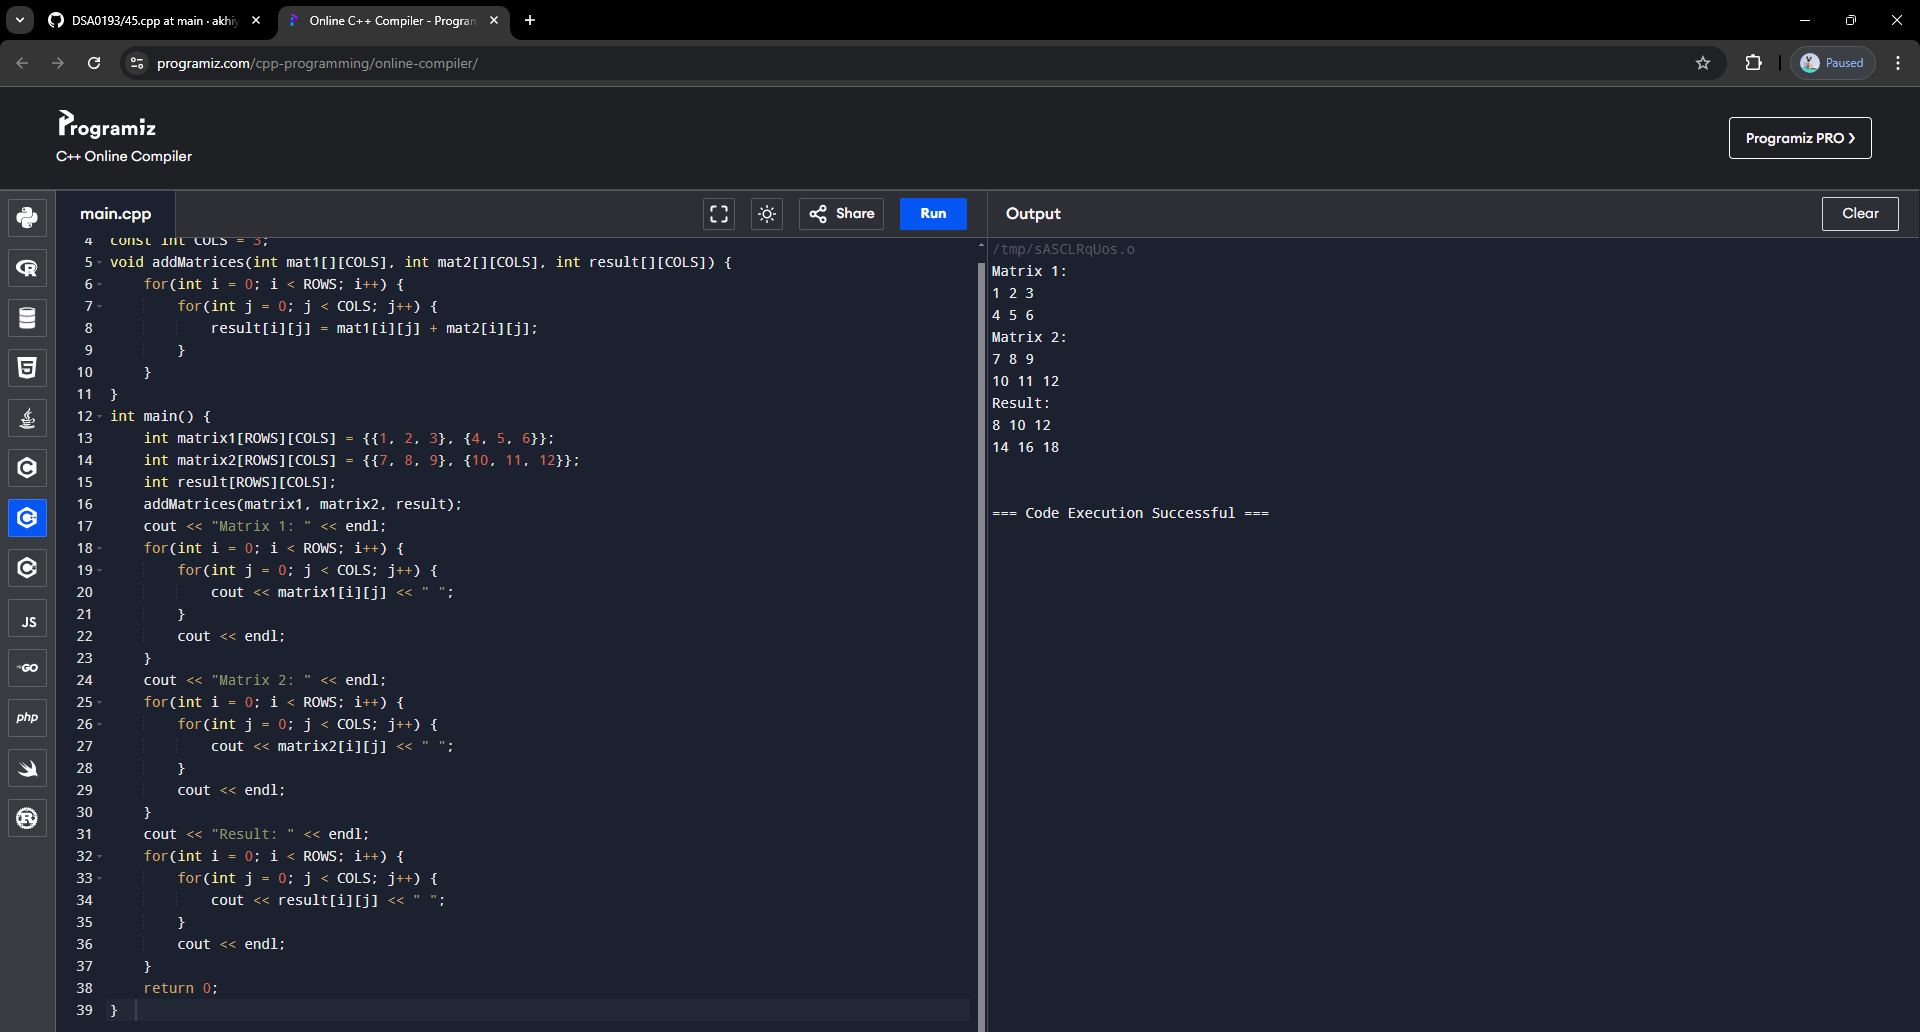 DSA0193/45.cpp at main · akhiy
Online C++ Compiler - Program
programiz.com/cpp-programming/online-compiler/
Paused
Programiz
C++ Online Compiler
Programiz PRO ❯
main.cpp
Share
Run
Output
Clear
4 const int COLS = 3;
5 void addMatrices(int mat1[][COLS], int mat2[][COLS], int result[][COLS]) {
6     for(int i = 0; i < ROWS; i++) {
7         for(int j = 0; j < COLS; j++) {
8             result[i][j] = mat1[i][j] + mat2[i][j];
9         }
10     }
11 }
12 int main() {
13     int matrix1[ROWS][COLS] = {{1, 2, 3}, {4, 5, 6}};
14     int matrix2[ROWS][COLS] = {{7, 8, 9}, {10, 11, 12}};
15     int result[ROWS][COLS];
16     addMatrices(matrix1, matrix2, result);
17     cout << "Matrix 1: " << endl;
18     for(int i = 0; i < ROWS; i++) {
19         for(int j = 0; j < COLS; j++) {
20             cout << matrix1[i][j] << " ";
21         }
22         cout << endl;
23     }
24     cout << "Matrix 2: " << endl;
25     for(int i = 0; i < ROWS; i++) {
26         for(int j = 0; j < COLS; j++) {
27             cout << matrix2[i][j] << " ";
28         }
29         cout << endl;
30     }
31     cout << "Result: " << endl;
32     for(int i = 0; i < ROWS; i++) {
33         for(int j = 0; j < COLS; j++) {
34             cout << result[i][j] << " ";
35         }
36         cout << endl;
37     }
38     return 0;
39 }
/tmp/sASCLRqUos.o
Matrix 1:
1 2 3
4 5 6
Matrix 2:
7 8 9
10 11 12
Result:
8 10 12
14 16 18
=== Code Execution Successful ===
R
5
C
C
C
JS
GO
php
R